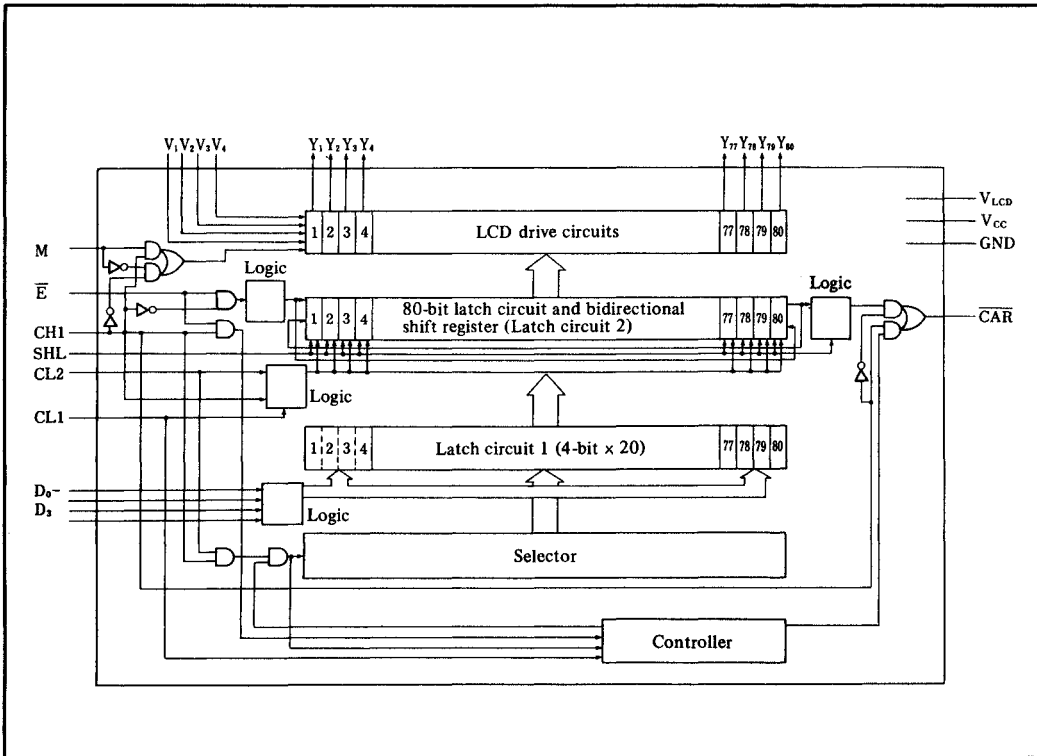 V₁ V₂ V₃ V₄ Y₁ Y₂ Y₃ Y₄ Y₇₇ Y₇₈ Y₇₉ Y₈₀
V_LCD
V_CC
GND
1 2 3 4 LCD drive circuits 77 78 79 80
M
Logic
E̅
Logic
1 2 3 4 80-bit latch circuit and bidirectional
shift register (Latch circuit 2) 77 78 79 80
C̅A̅R̅
CH1
SHL
CL2
Logic
CL1
1 2 3 4 Latch circuit 1 (4-bit × 20) 77 78 79 80
D₀~
D₃
Logic
Selector
Controller